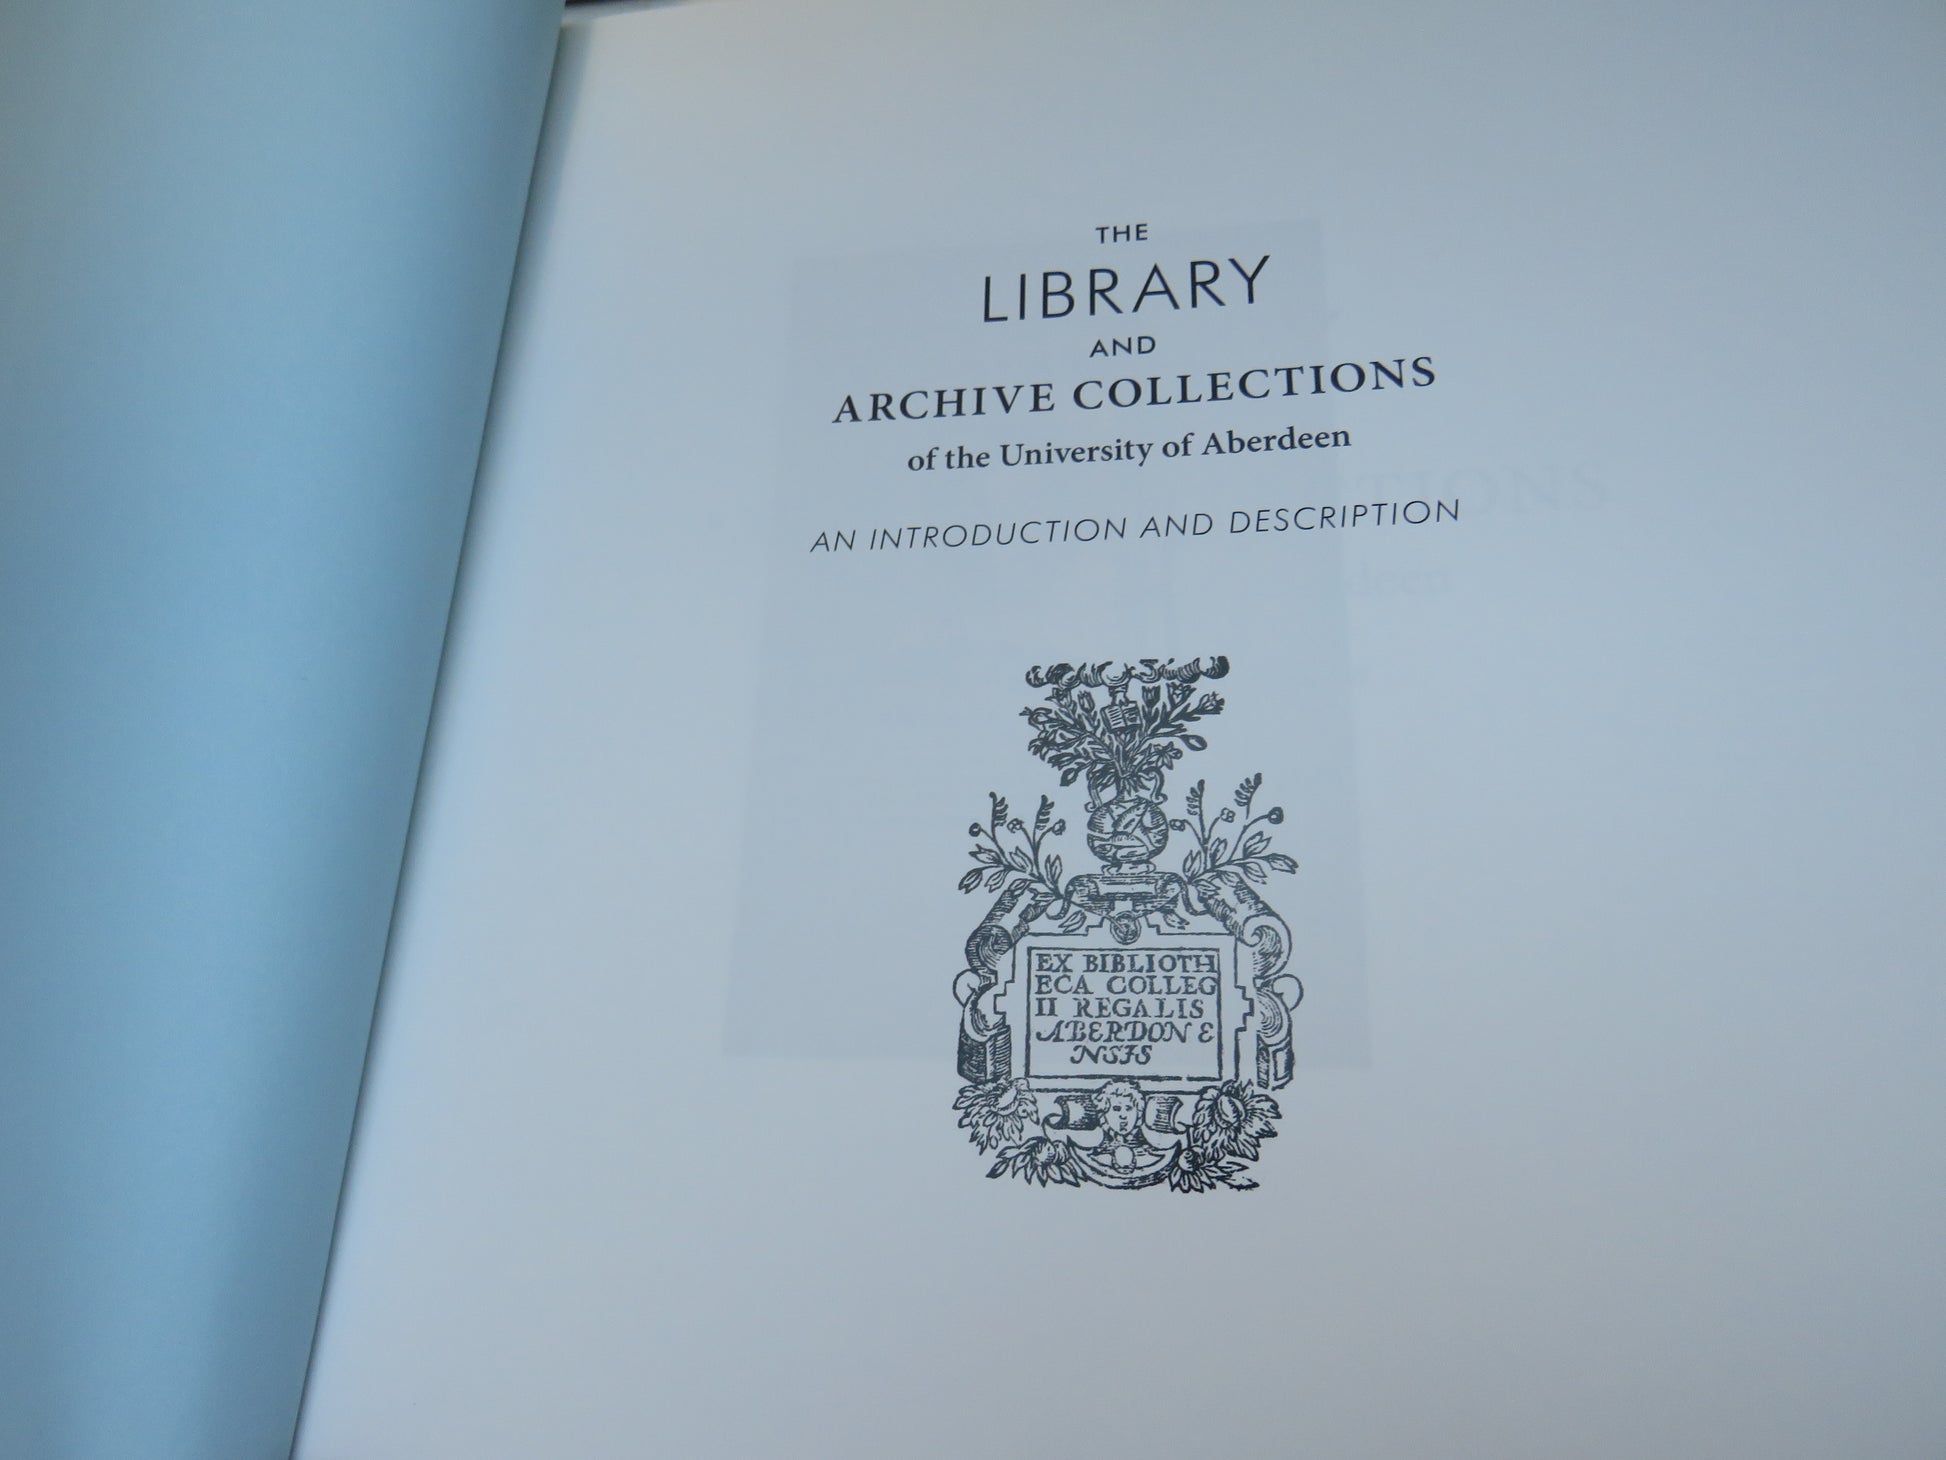 THE
LIBRARY
AND
ARCHIVE COLLECTIONS
of the University of Aberdeen
AN INTRODUCTION AND DESCRIPTION
EX BIBLIOTH
ECA COLLEG
II REGALIS
ABERDONE
NSIS